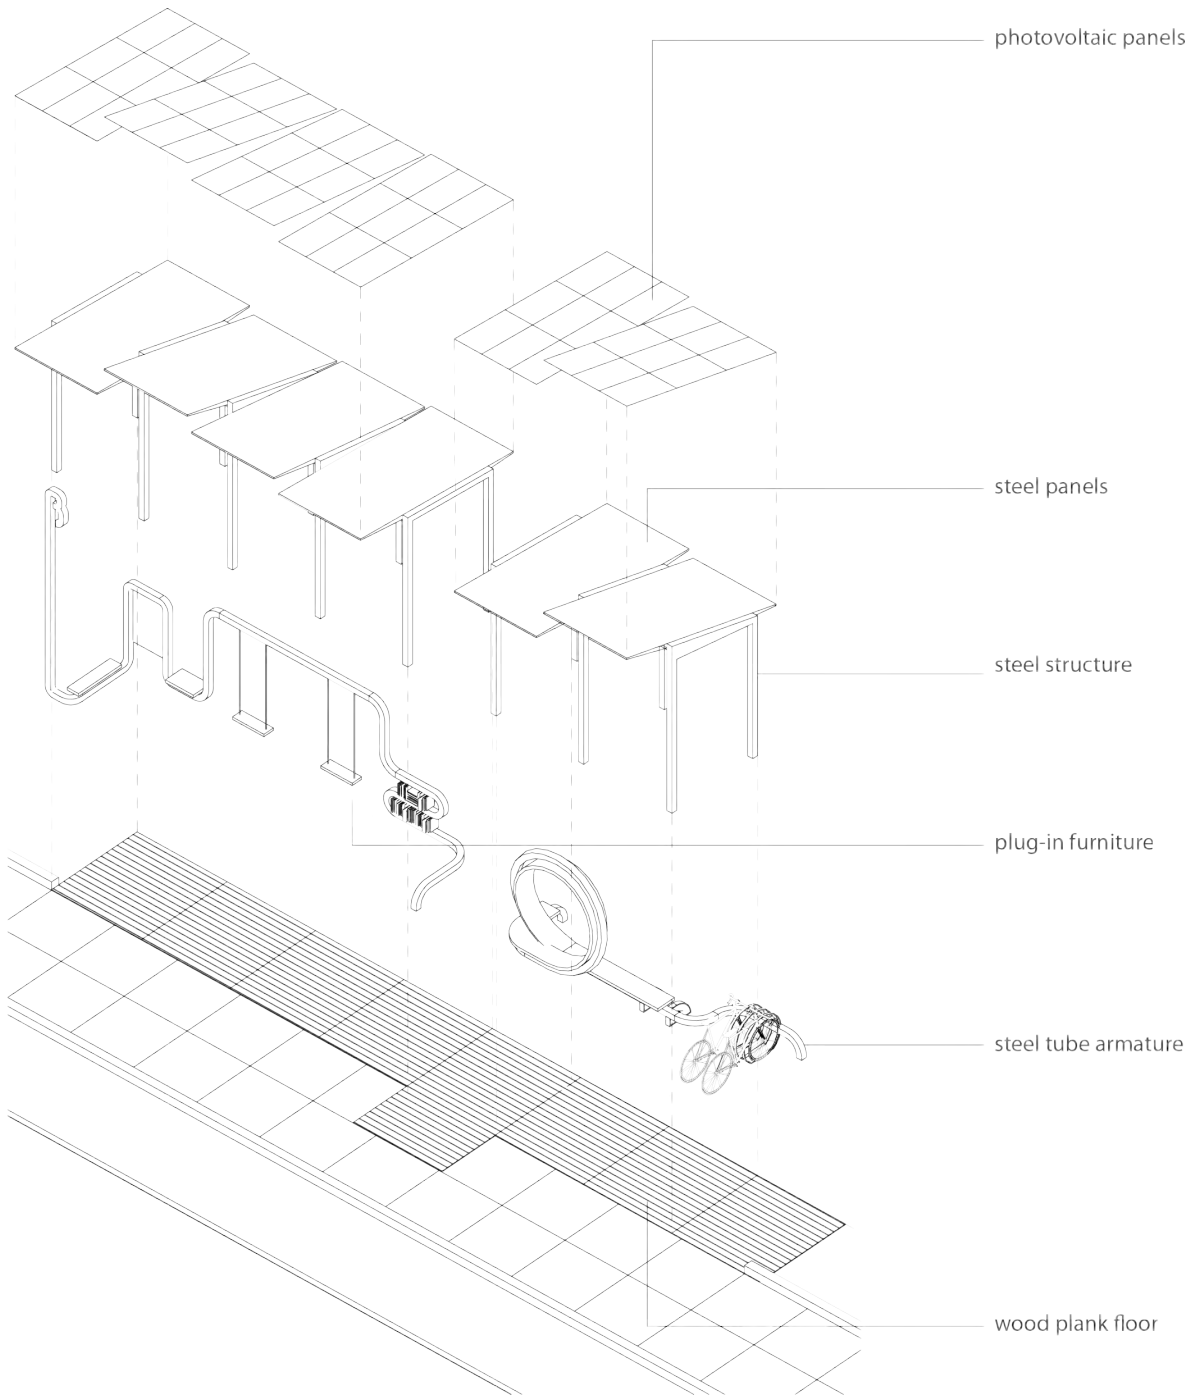 photovoltaic panels
steel panels
steel structure
plug-in furniture
steel tube armature
wood plank floor